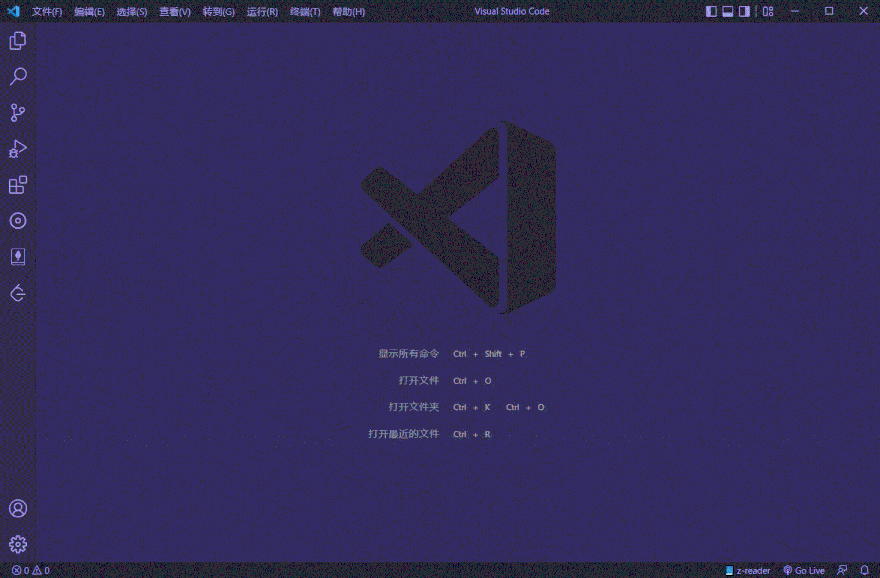 文件(F) 编辑(E) 选择(S) 查看(V) 转到(G) 运行(R) 终端(T) 帮助(H) Visual Studio Code
显示所有命令 Ctrl + Shift + P
打开文件 Ctrl + O
打开文件夹 Ctrl + K Ctrl + O
打开最近的文件 Ctrl + R
0 0 z-reader Go Live